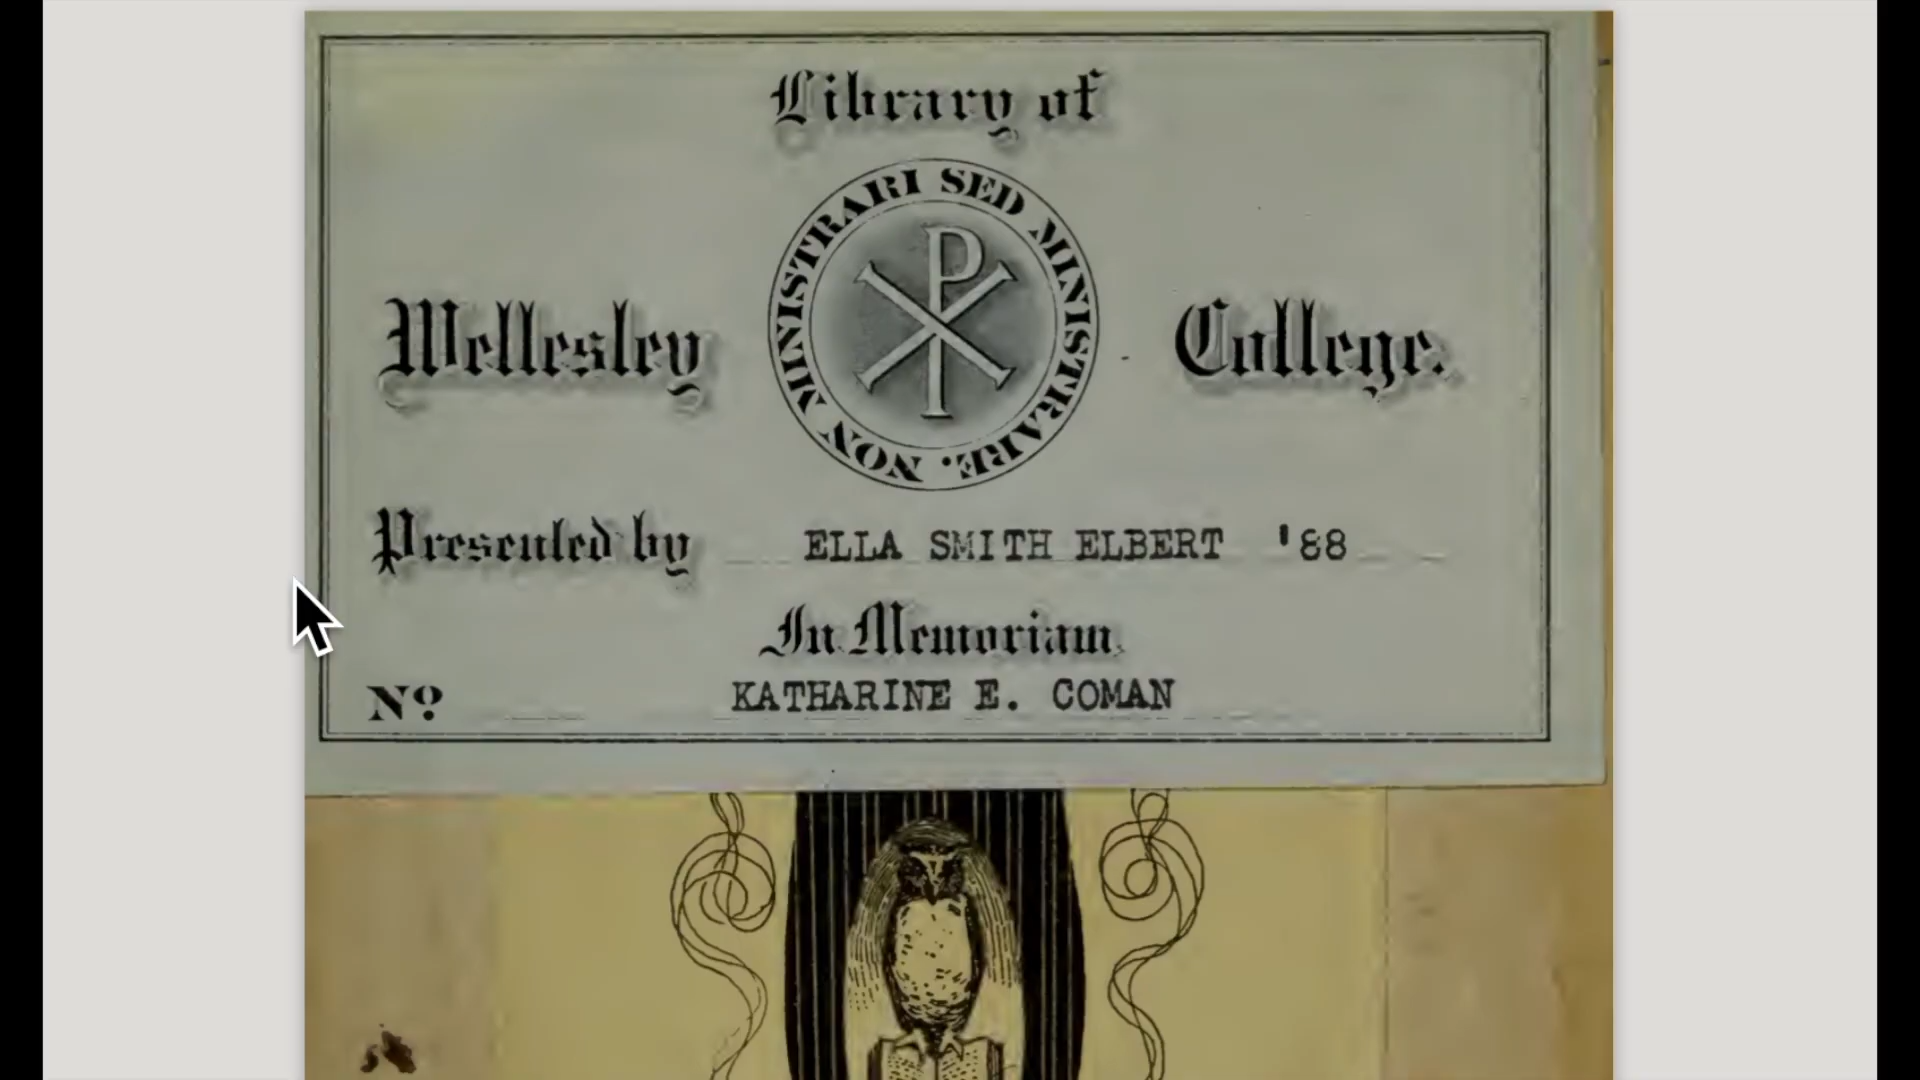 Library of
NON MINISTRARI SED MINISTRARE.
Wellesley College.
Presented by ELLA SMITH ELBERT '88
In Memoriam
KATHARINE E. COMAN
Nº